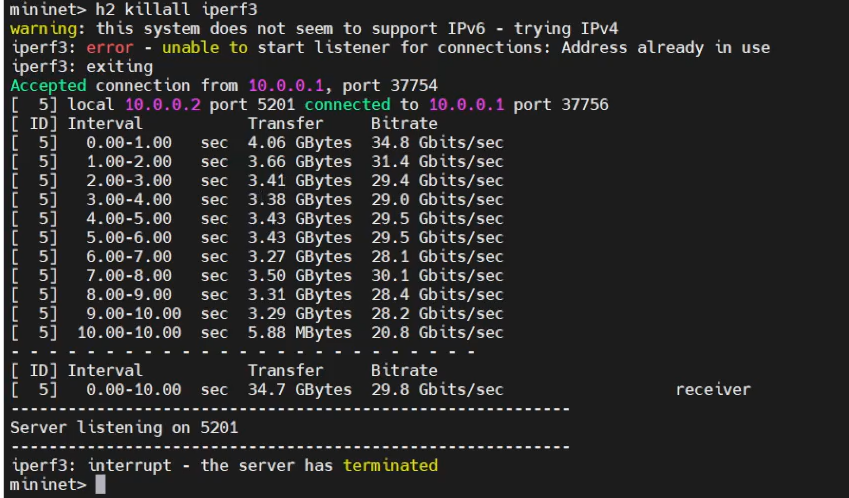 mininet> h2 killall iperf3
warning: this system does not seem to support IPv6 - trying IPv4
iperf3: error - unable to start listener for connections: Address already in use
iperf3: exiting
Accepted connection from 10.0.0.1, port 37754
[  5] local 10.0.0.2 port 5201 connected to 10.0.0.1 port 37756
[ ID] Interval           Transfer     Bitrate
[  5]   0.00-1.00   sec  4.06 GBytes  34.8 Gbits/sec
[  5]   1.00-2.00   sec  3.66 GBytes  31.4 Gbits/sec
[  5]   2.00-3.00   sec  3.41 GBytes  29.4 Gbits/sec
[  5]   3.00-4.00   sec  3.38 GBytes  29.0 Gbits/sec
[  5]   4.00-5.00   sec  3.43 GBytes  29.5 Gbits/sec
[  5]   5.00-6.00   sec  3.43 GBytes  29.5 Gbits/sec
[  5]   6.00-7.00   sec  3.27 GBytes  28.1 Gbits/sec
[  5]   7.00-8.00   sec  3.50 GBytes  30.1 Gbits/sec
[  5]   8.00-9.00   sec  3.31 GBytes  28.4 Gbits/sec
[  5]   9.00-10.00  sec  3.29 GBytes  28.2 Gbits/sec
[  5]  10.00-10.00  sec  5.88 MBytes  20.8 Gbits/sec
- - - - - - - - - - - - - - - - - - - - - - - - -
[ ID] Interval           Transfer     Bitrate
[  5]   0.00-10.00  sec  34.7 GBytes  29.8 Gbits/sec                  receiver
-----------------------------------------------------------
Server listening on 5201
-----------------------------------------------------------
iperf3: interrupt - the server has terminated
mininet>